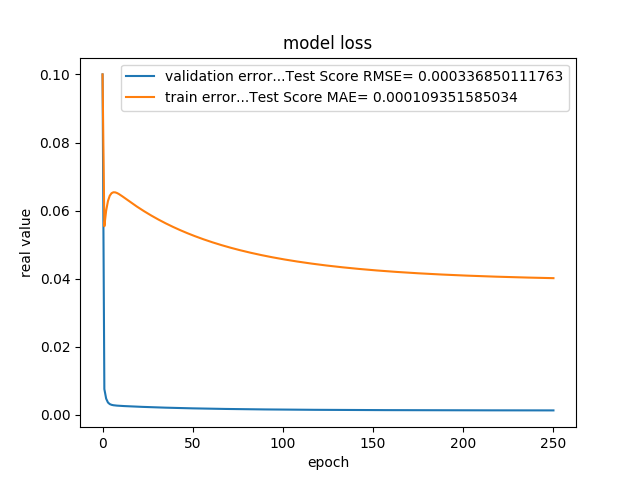 model loss
validation error...Test Score RMSE= 0.000336850111763
train error...Test Score MAE= 0.000109351585034
0.10
0.08
0.06
0.04
0.02
0.00
real value
0 50 100 150 200 250
epoch